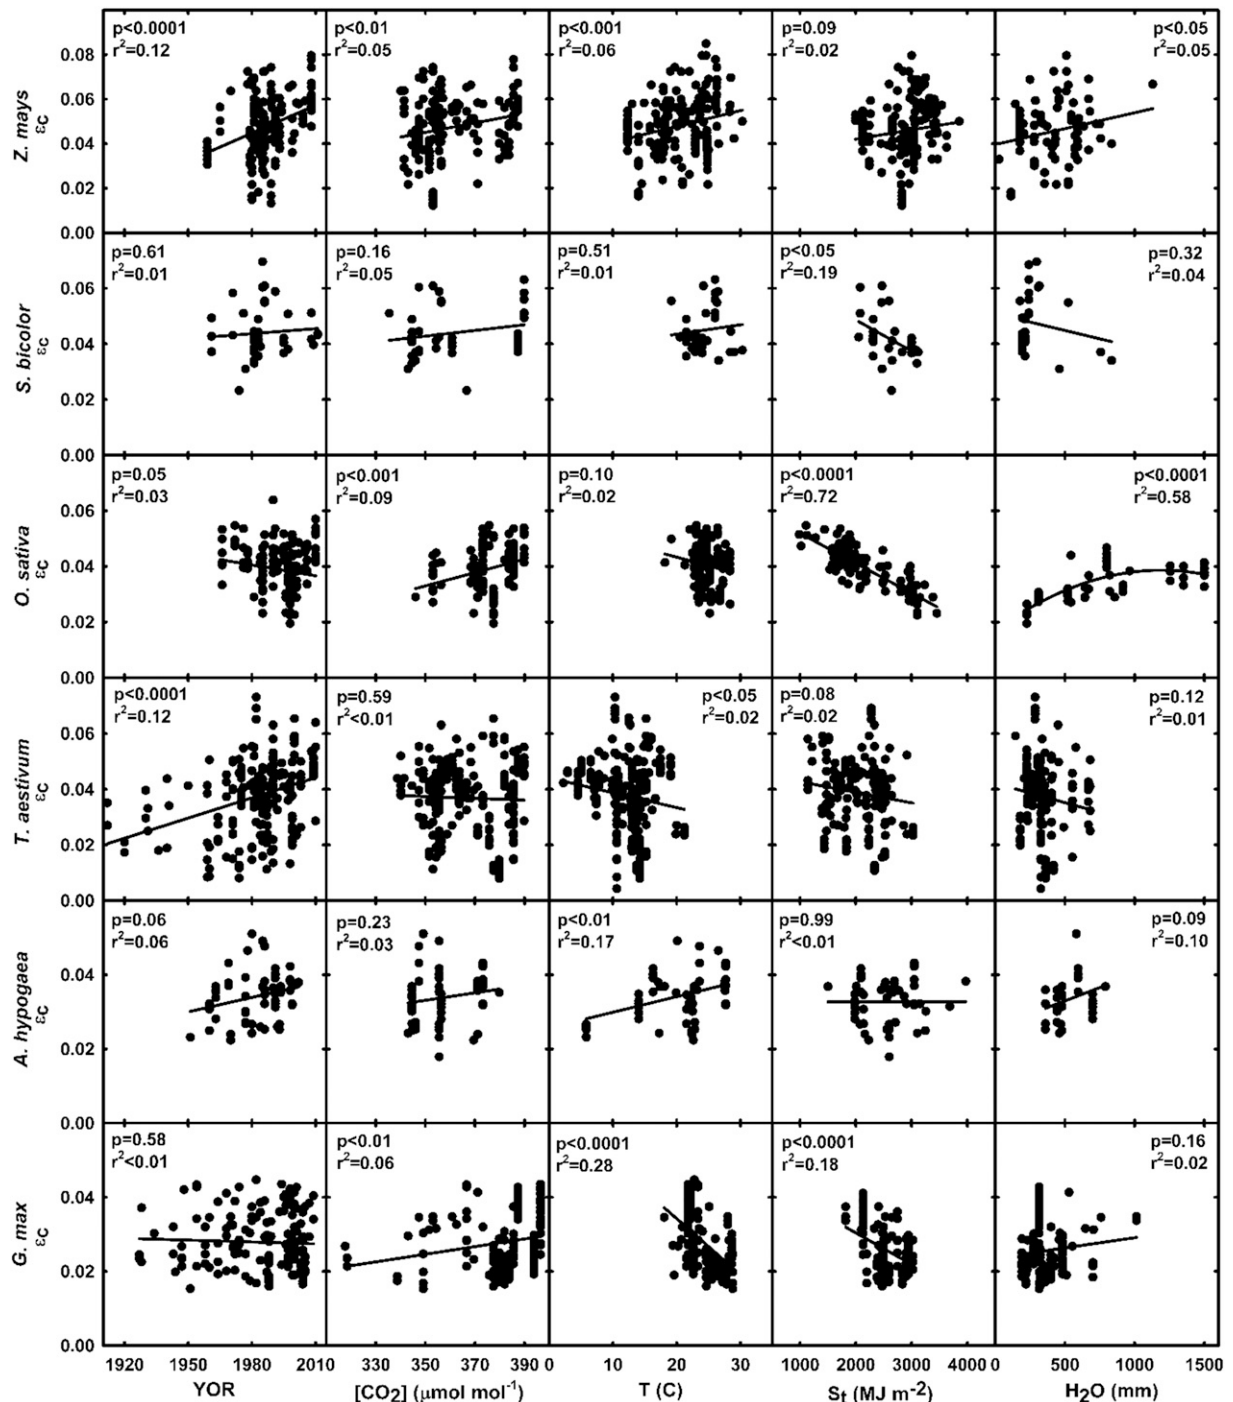 Z. mays
εC
0.08
0.06
0.04
0.02
0.00
p<0.0001
r²=0.12
p<0.01
r²=0.05
p<0.001
r²=0.06
p=0.09
r²=0.02
p<0.05
r²=0.05
S. bicolor
εC
0.06
0.04
0.02
0.00
p=0.61
r²=0.01
p=0.16
r²=0.05
p=0.51
r²=0.01
p<0.05
r²=0.19
p=0.32
r²=0.04
O. sativa
εC
0.06
0.04
0.02
0.00
p=0.05
r²=0.03
p<0.001
r²=0.09
p=0.10
r²=0.02
p<0.0001
r²=0.72
p<0.0001
r²=0.58
T. aestivum
εC
0.06
0.04
0.02
0.00
p<0.0001
r²=0.12
p=0.59
r²<0.01
p<0.05
r²=0.02
p=0.08
r²=0.02
p=0.12
r²=0.01
A. hypogaea
εC
0.04
0.02
0.00
p=0.06
r²=0.06
p=0.23
r²=0.03
p<0.01
r²=0.17
p=0.99
r²<0.01
p=0.09
r²=0.10
G. max
εC
0.04
0.02
0.00
p=0.58
r²<0.01
p<0.01
r²=0.06
p<0.0001
r²=0.28
p<0.0001
r²=0.18
p=0.16
r²=0.02
1920 1950 1980 2010
330 350 370 390
0 10 20 30
1000 2000 3000 4000
0 500 1000 1500
YOR
[CO₂] (μmol mol⁻¹)
T (C)
Sₜ (MJ m⁻²)
H₂O (mm)